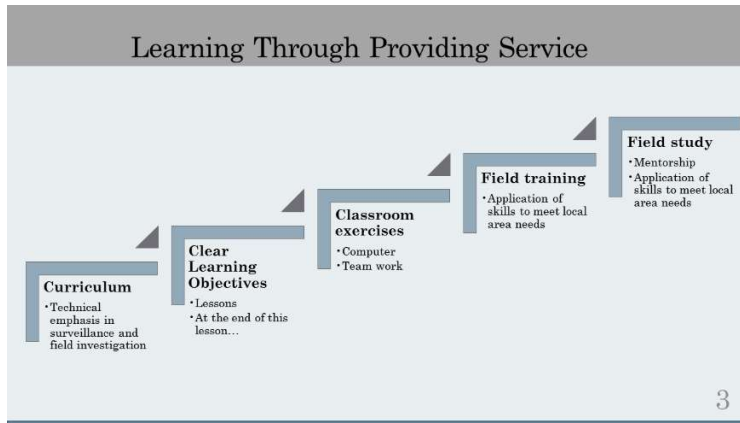 Learning Through Providing Service
Curriculum
•Technical
emphasis in
surveillance and
field investigation
Clear
Learning
Objectives
•Lessons
•At the end of this
lesson…
Classroom
exercises
•Computer
•Team work
Field training
•Application of
skills to meet local
area needs
Field study
•Mentorship
•Application of
skills to meet local
area needs
3